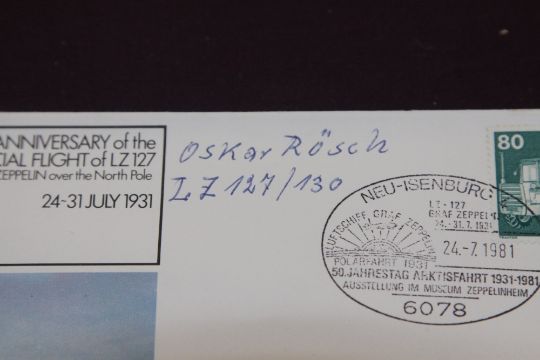 ANNIVERSARY of the
CIAL FLIGHT of LZ 127
ZEPPELIN over the North Pole
24-31 JULY 1931
Oskar Rösch
LZ 127/130
80
NEU-ISENBURG
LZ-127
GRAF ZEPPELIN
24.-31.7.1931
LUFTSCHIFF GRAF ZEPPELIN
24.-7.1981
POLARFAHRT 1931
50. JAHRESTAG ARKTISFAHRT 1931-1981
AUSSTELLUNG IM MUSEUM ZEPPELINHEIM
6078